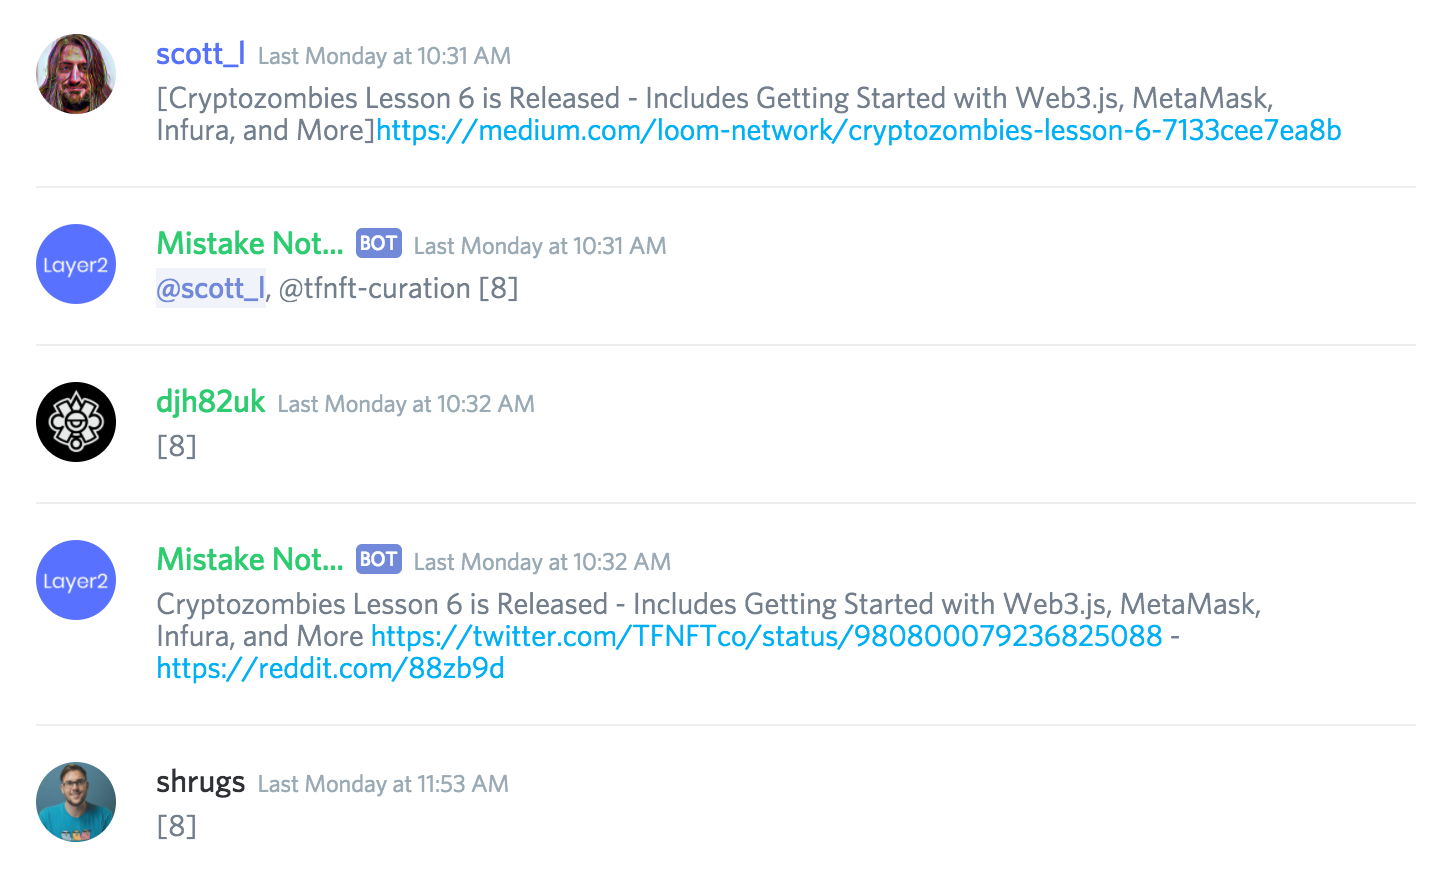 scott_l Last Monday at 10:31 AM
[Cryptozombies Lesson 6 is Released - Includes Getting Started with Web3.js, MetaMask,
Infura, and More]https://medium.com/loom-network/cryptozombies-lesson-6-7133cee7ea8b
Layer2
Mistake Not... BOT Last Monday at 10:31 AM
@scott_l, @tfnft-curation [8]
djh82uk Last Monday at 10:32 AM
[8]
Layer2
Mistake Not... BOT Last Monday at 10:32 AM
Cryptozombies Lesson 6 is Released - Includes Getting Started with Web3.js, MetaMask,
Infura, and More https://twitter.com/TFNFTco/status/980800079236825088 -
https://reddit.com/88zb9d
shrugs Last Monday at 11:53 AM
[8]